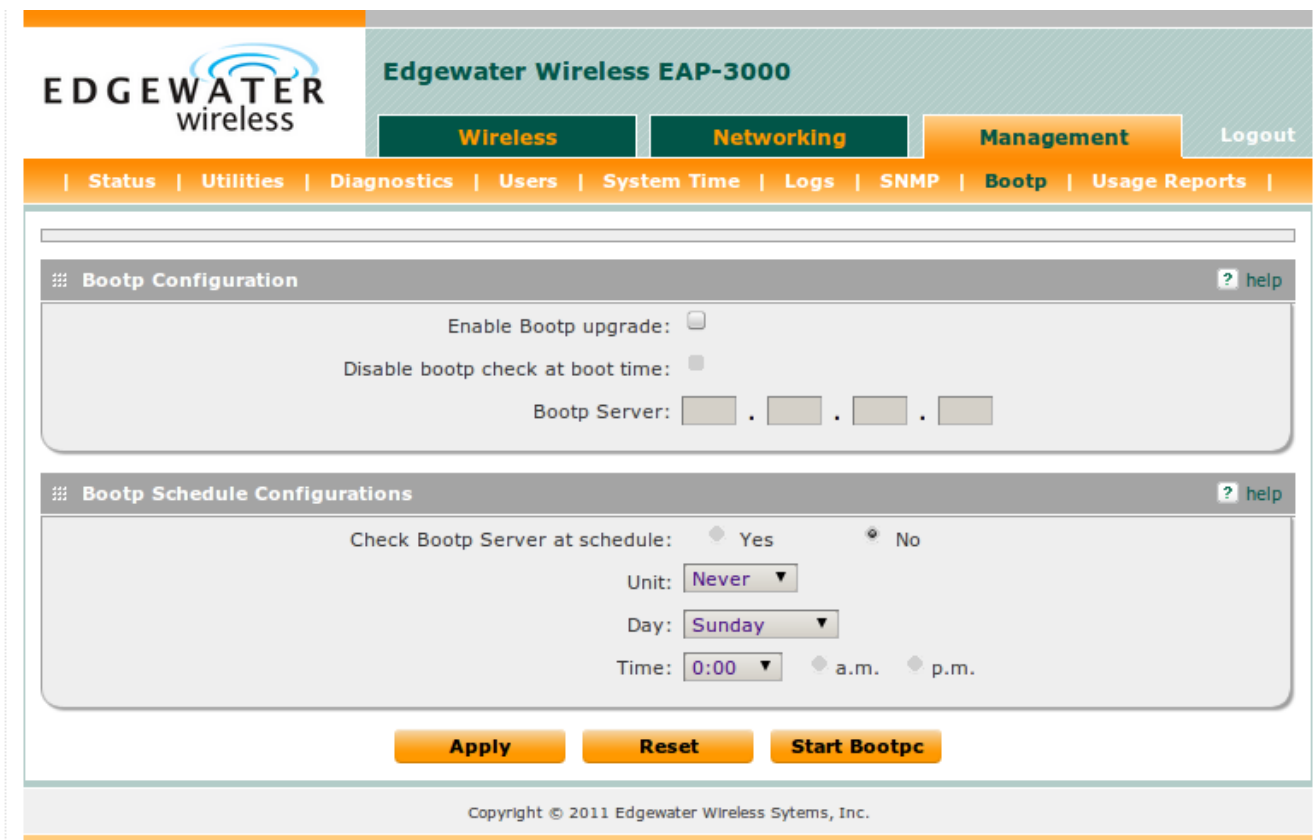 EDGEWATER
wireless
Edgewater Wireless EAP-3000
Wireless Networking Management Logout
| Status | Utilities | Diagnostics | Users | System Time | Logs | SNMP | Bootp | Usage Reports |
Bootp Configuration ? help
Enable Bootp upgrade:
Disable bootp check at boot time:
Bootp Server: . . .
Bootp Schedule Configurations ? help
Check Bootp Server at schedule: Yes No
Unit: Never
Day: Sunday
Time: 0:00 a.m. p.m.
Apply Reset Start Bootpc
Copyright © 2011 Edgewater Wireless Sytems, Inc.